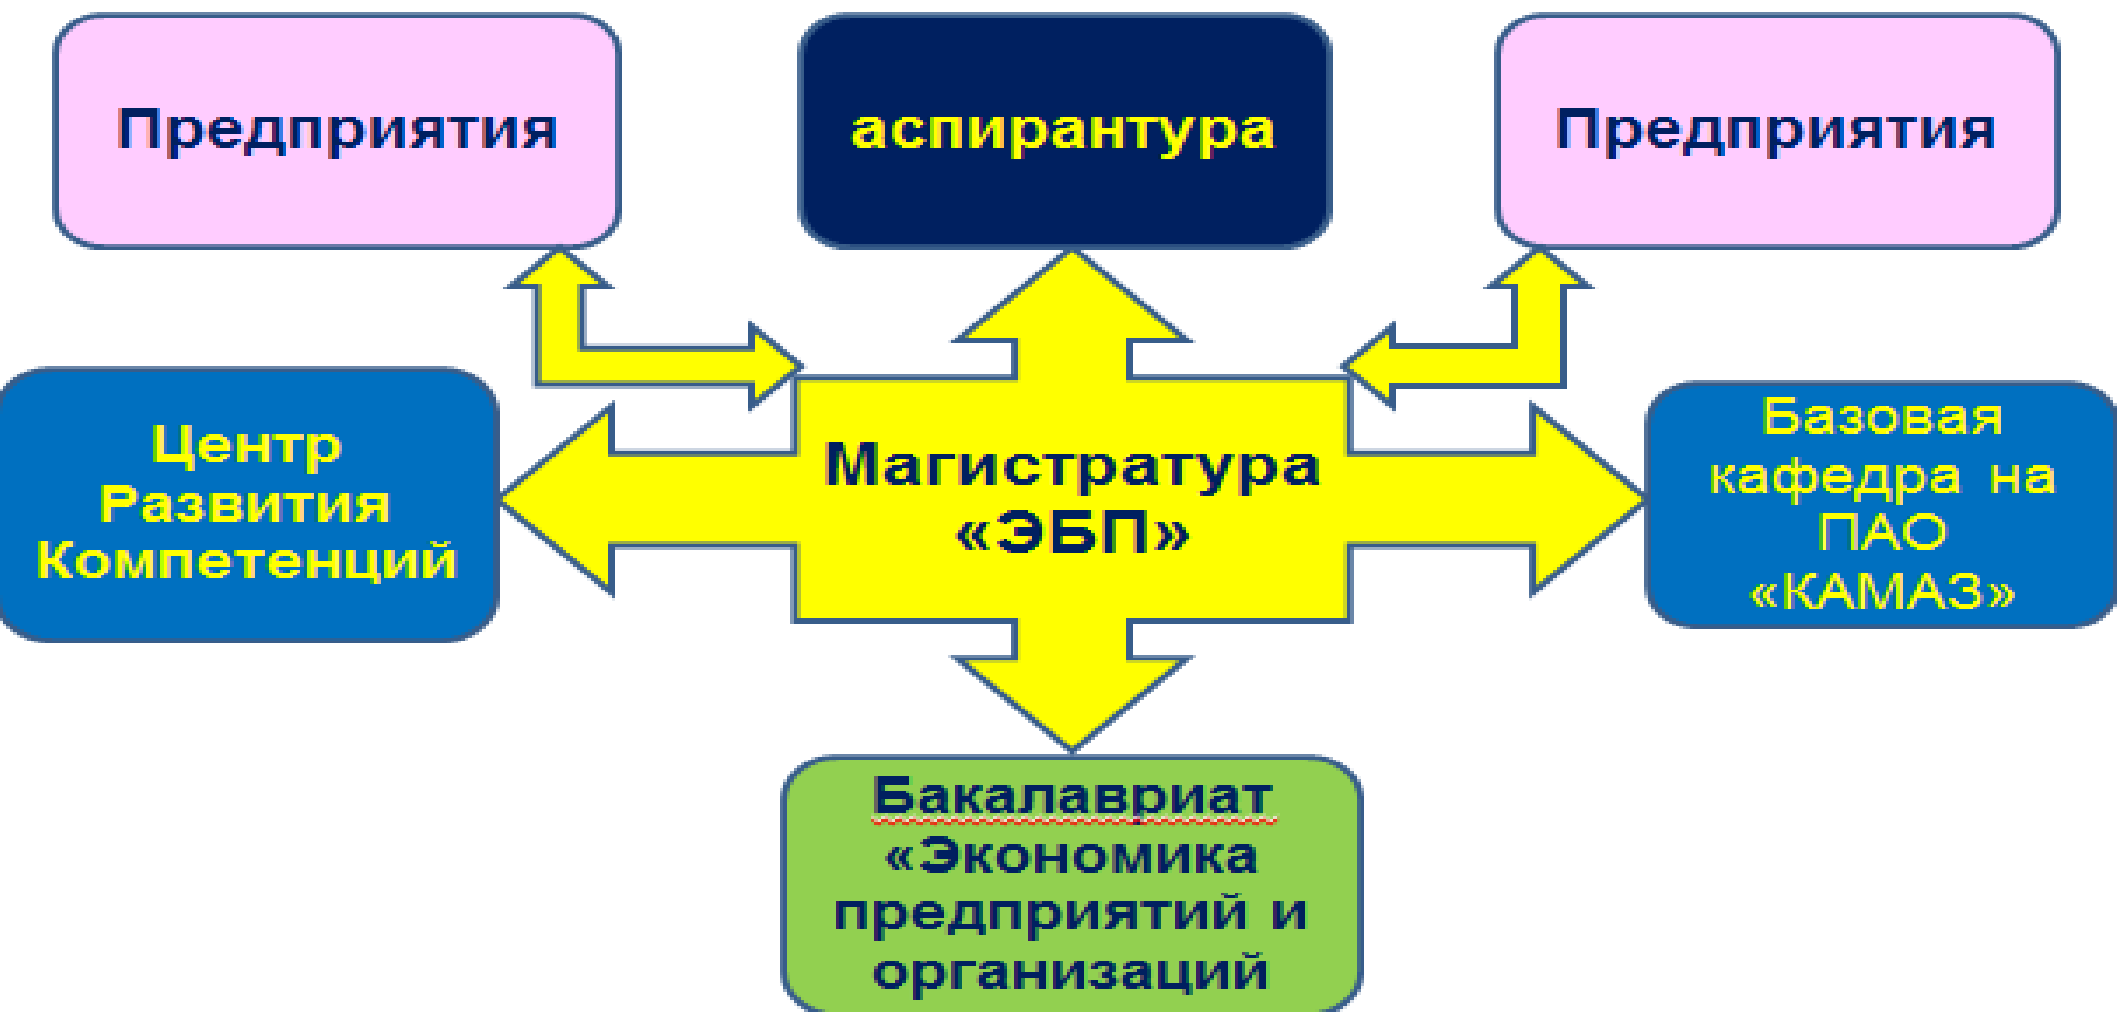 Предприятия
аспирантура
Предприятия
Центр
Развития
Компетенций
Магистратура
«ЭБП»
Базовая
кафедра на
ПАО
«КАМАЗ»
Бакалавриат
«Экономика
предприятий и
организаций